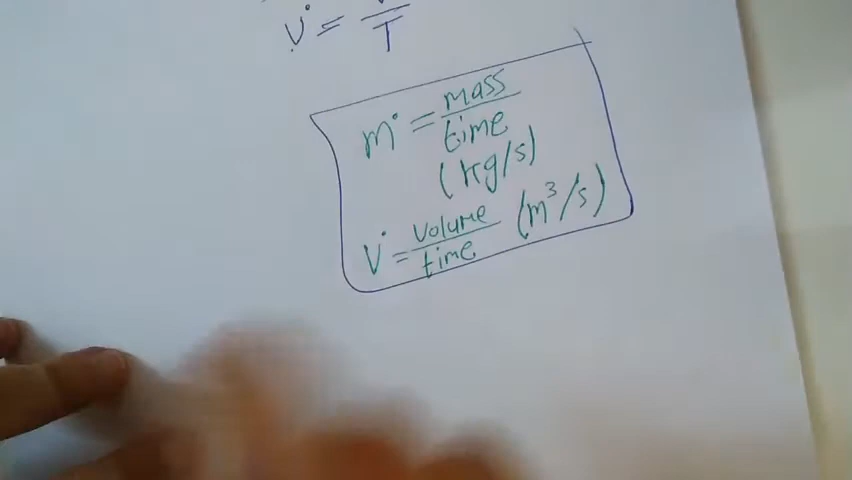 V̇ = 
T
ṁ = mass
time
(kg/s)
V̇ = volume (m³/s)
time